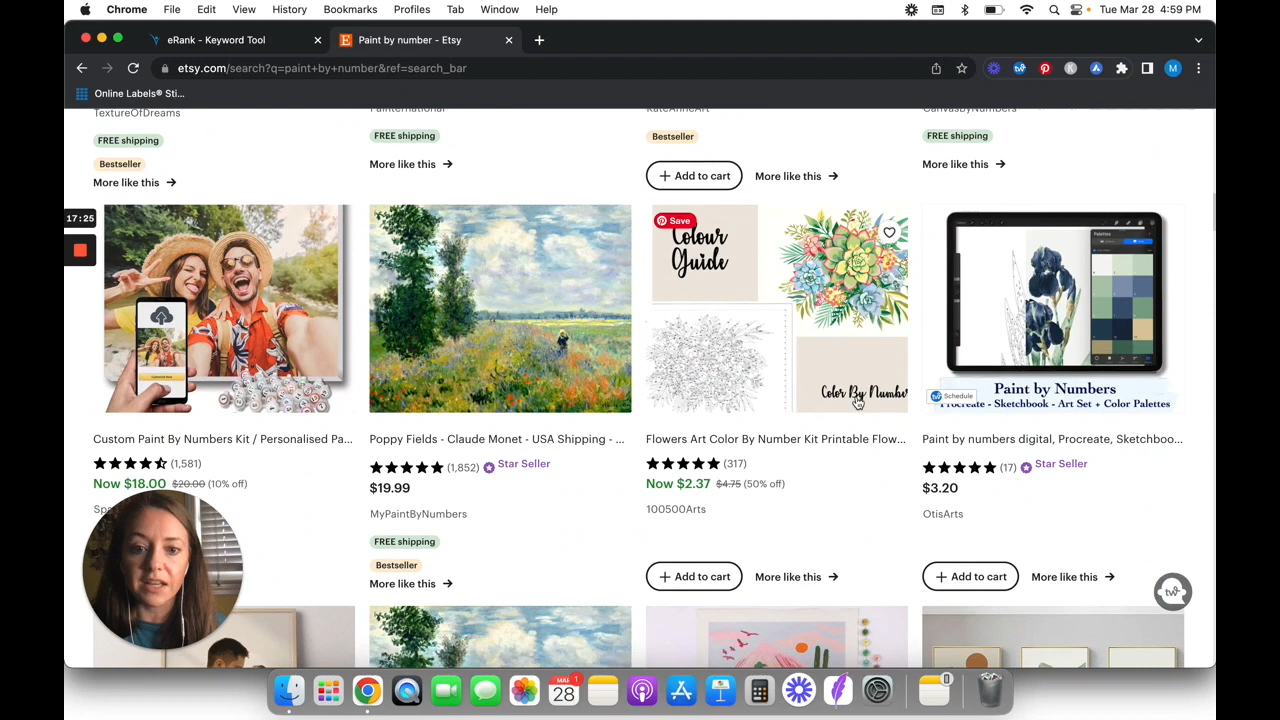 Chrome File Edit View History Bookmarks Profiles Tab Window Help Tue Mar 28 4:59 PM
eRank - Keyword Tool Paint by number - Etsy
etsy.com/search?q=paint+by+number&ref=search_bar
Online Labels® Sti...
TextureOfDreams
FREE shipping
Bestseller
More like this
PainterNational
FREE shipping
More like this
KateAnneArt
Bestseller
+ Add to cart More like this
CanvasByNumbers
FREE shipping
More like this
17:25
Save
Colour
Guide
Color By Number
Paint by Numbers
Procreate - Sketchbook - Art Set + Color Palettes
Schedule
Palettes
Custom Paint By Numbers Kit / Personalised Pa...
(1,581)
Now $18.00 $20.00 (10% off)
Poppy Fields - Claude Monet - USA Shipping - ...
(1,852) Star Seller
$19.99
MyPaintByNumbers
FREE shipping
Bestseller
More like this
Flowers Art Color By Number Kit Printable Flow...
(317)
Now $2.37 $4.75 (50% off)
100500Arts
+ Add to cart More like this
Paint by numbers digital, Procreate, Sketchboo...
(17) Star Seller
$3.20
OtisArts
+ Add to cart More like this
tw
MAR
28